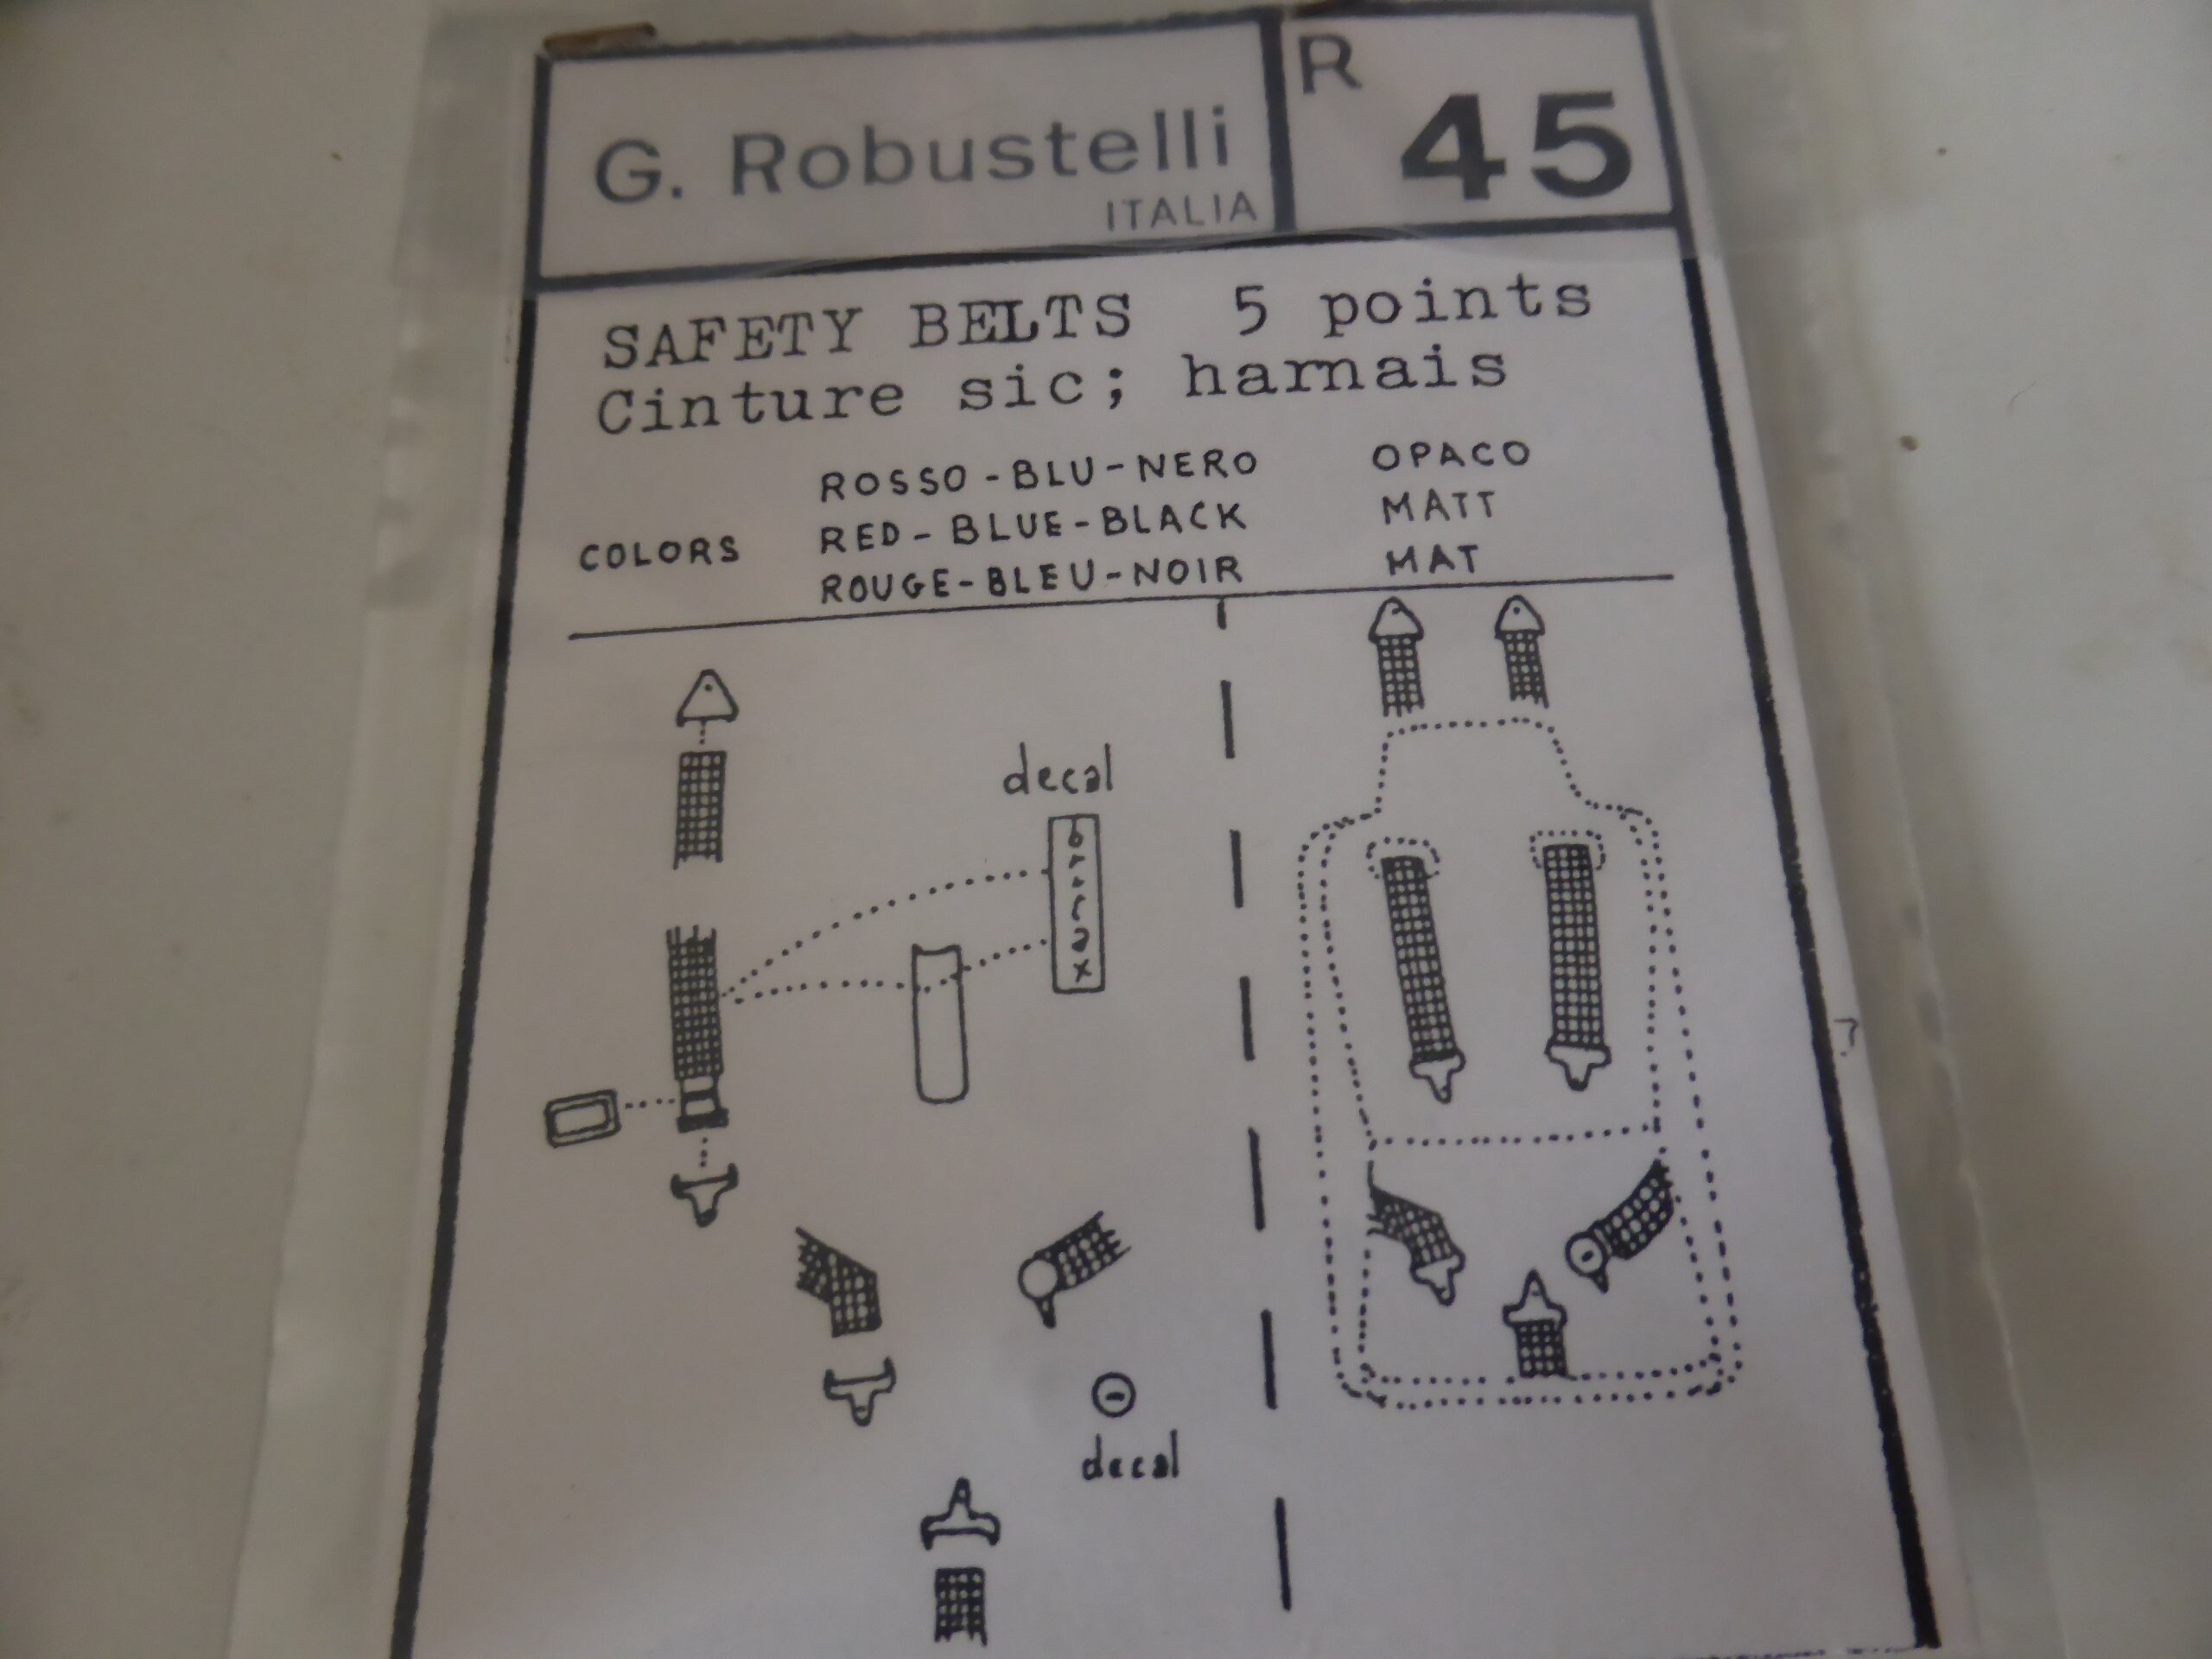 G. Robustelli
ITALIA
R
45
SAFETY BELTS 5 points
Cinture sic; harnais
COLORS
ROSSO-BLU-NERO OPACO
RED-BLUE-BLACK MATT
ROUGE-BLEU-NOIR MAT
decal
decal